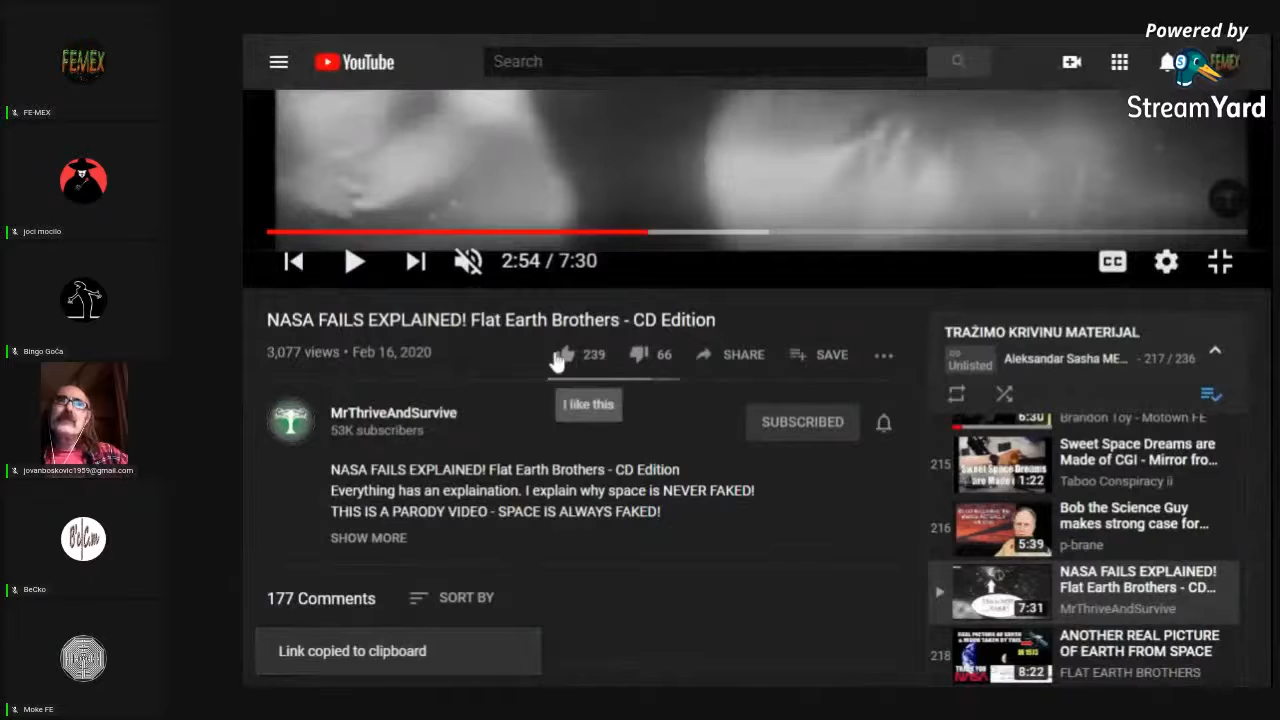 Powered by
StreamYard
FEMEX
FE-MEX
joci mocilo
Bingo Goča
jovanboskovic1959@gmail.com
BeCko
Moke FE
YouTube
Search
2:54 / 7:30
CC
NASA FAILS EXPLAINED! Flat Earth Brothers - CD Edition
3,077 views • Feb 16, 2020
239
66
SHARE
SAVE
I like this
MrThriveAndSurvive
53K subscribers
SUBSCRIBED
NASA FAILS EXPLAINED! Flat Earth Brothers - CD Edition
Everything has an explaination. I explain why space is NEVER FAKED!
THIS IS A PARODY VIDEO - SPACE IS ALWAYS FAKED!
SHOW MORE
177 Comments
SORT BY
Link copied to clipboard
TRAŽIMO KRIVINU MATERIJAL
Unlisted
Aleksandar Sasha ME... - 217 / 236
6:30
Brandon Toy - Motown FE
215
1:22
Sweet Space Dreams are
Made of CGI - Mirror fro...
Taboo Conspiracy ii
216
5:39
Bob the Science Guy
makes strong case for...
p-brane
7:31
NASA FAILS EXPLAINED!
Flat Earth Brothers - CD...
MrThriveAndSurvive
218
8:22
ANOTHER REAL PICTURE
OF EARTH FROM SPACE
FLAT EARTH BROTHERS